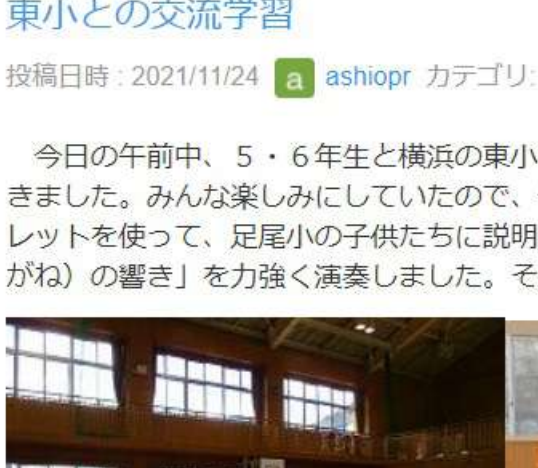 東小との交流学習
投稿日時 : 2021/11/24 a ashiopr カテゴリ:
今日の午前中、５・６年生と横浜の東小
きました。みんな楽しみにしていたので、
レットを使って、足尾小の子供たちに説明
がね）の響き」を力強く演奏しました。そ